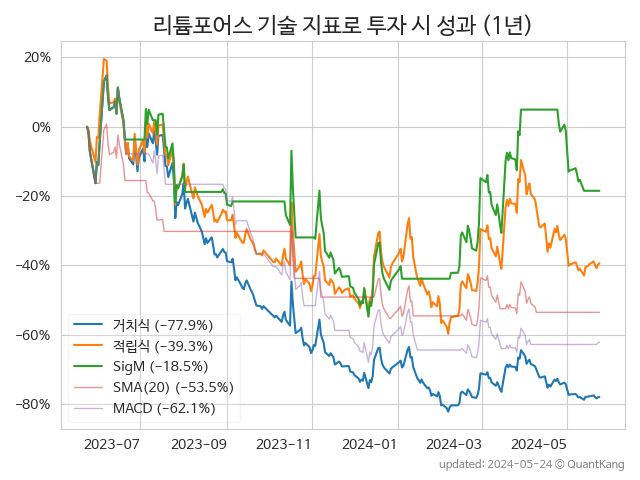 리튬포어스 기술 지표로 투자 시 성과 (1년)
20%
0%
−20%
−40%
−60%
−80%
거치식 (−77.9%)
적립식 (−39.3%)
SigM (−18.5%)
SMA(20) (−53.5%)
MACD (−62.1%)
2023-07
2023-09
2023-11
2024-01
2024-03
2024-05
updated: 2024-05-24 © QuantKang